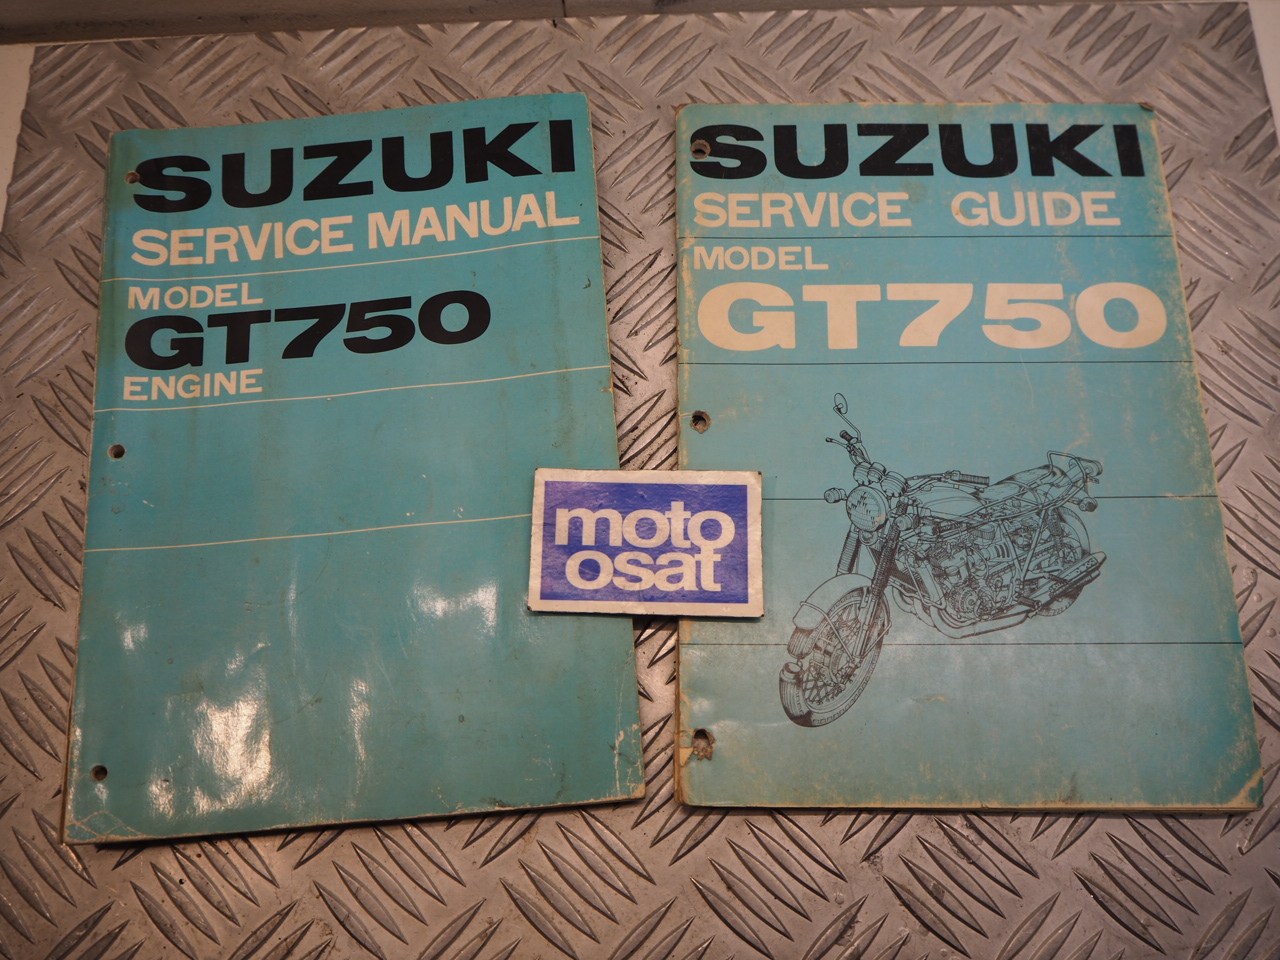 SUZUKI
SERVICE MANUAL
MODEL
GT750
ENGINE
SUZUKI
SERVICE GUIDE
MODEL
GT750
moto
osat